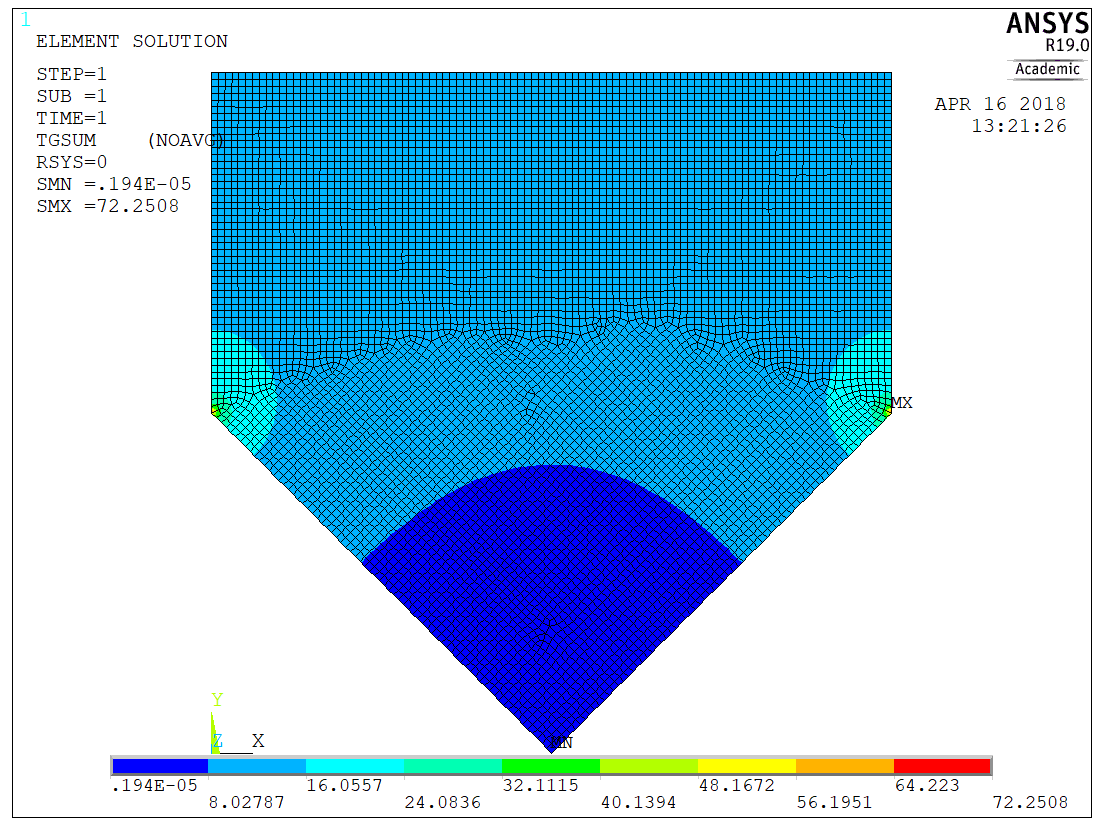 1
ELEMENT SOLUTION
STEP=1
SUB =1
TIME=1
TGSUM (NOAVG)
RSYS=0
SMN =.194E-05
SMX =72.2508
ANSYS
R19.0
Academic
APR 16 2018
13:21:26
MX
MN
Y
Z X
.194E-05
8.02787
16.0557
24.0836
32.1115
40.1394
48.1672
56.1951
64.223
72.2508